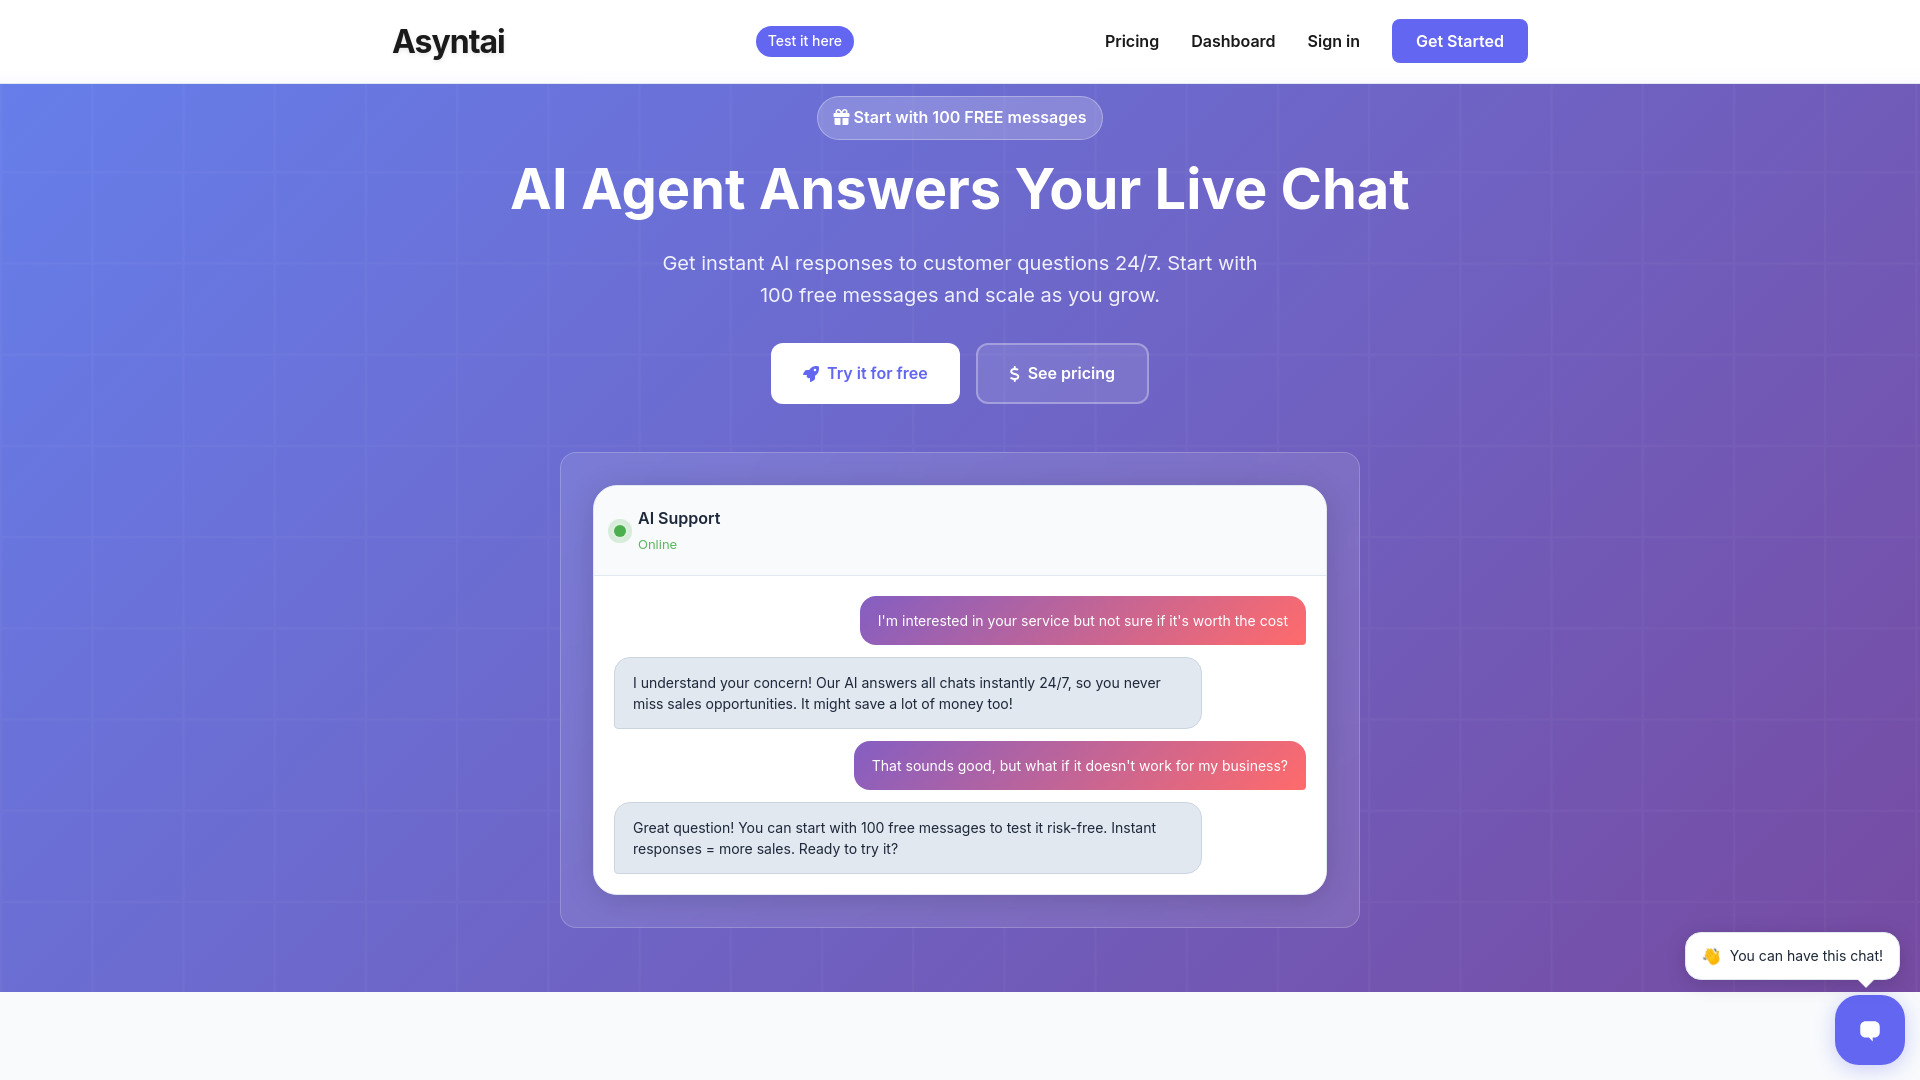 Asyntai
Test it here
Pricing
Dashboard
Sign in
Get Started
Start with 100 FREE messages
AI Agent Answers Your Live Chat
Get instant AI responses to customer questions 24/7. Start with
100 free messages and scale as you grow.
Try it for free
$ See pricing
AI Support
Online
I'm interested in your service but not sure if it's worth the cost
I understand your concern! Our AI answers all chats instantly 24/7, so you never
miss sales opportunities. It might save a lot of money too!
That sounds good, but what if it doesn't work for my business?
Great question! You can start with 100 free messages to test it risk-free. Instant
responses = more sales. Ready to try it?
👋 You can have this chat!